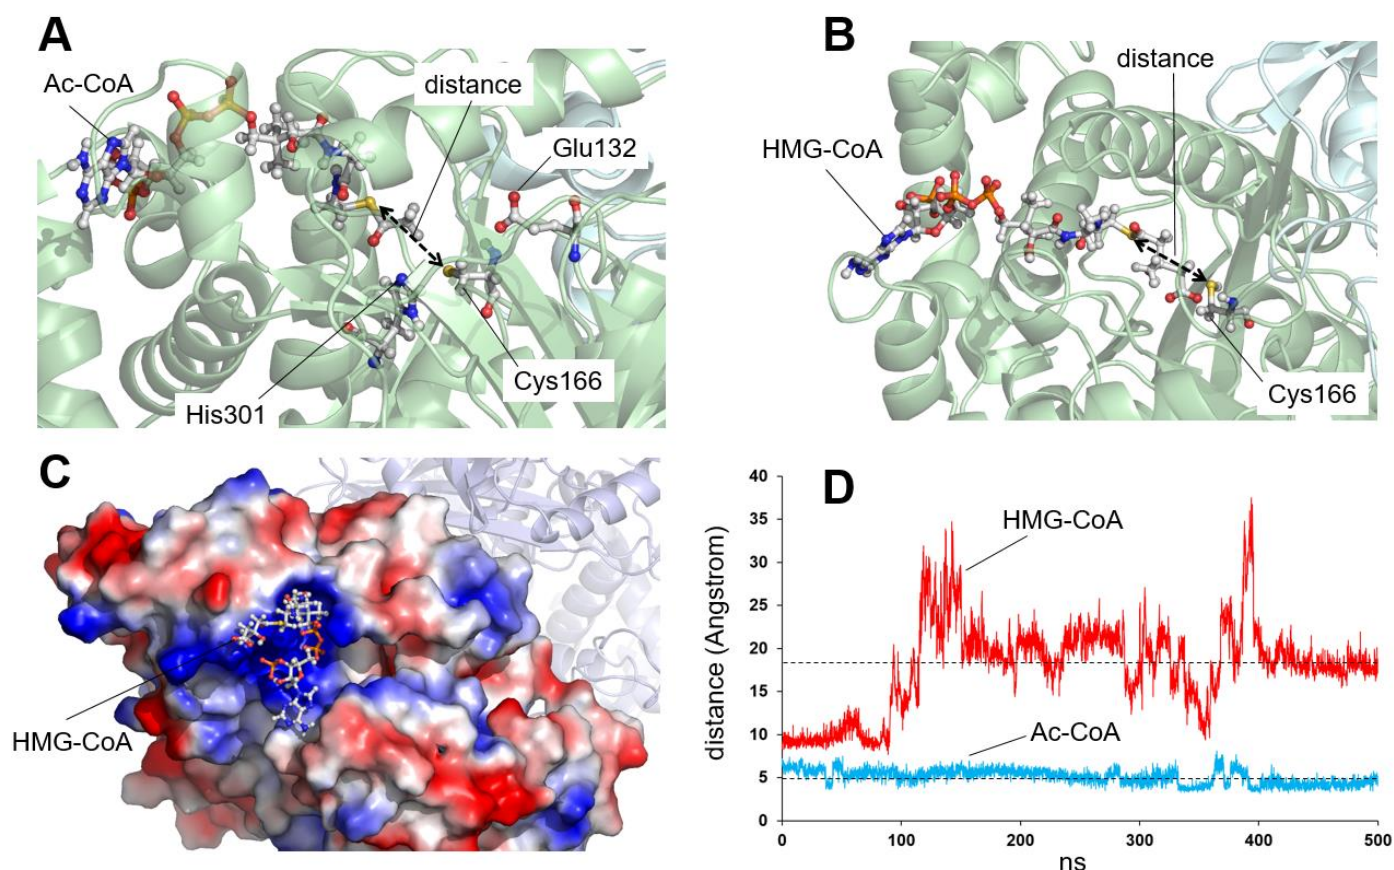 A
Ac-CoA
distance
Glu132
Cys166
His301
B
distance
HMG-CoA
Cys166
C
HMG-CoA
D
distance (Angstrom)
40
35
30
25
20
15
10
5
0
HMG-CoA
Ac-CoA
0 100 200 300 400 500
ns